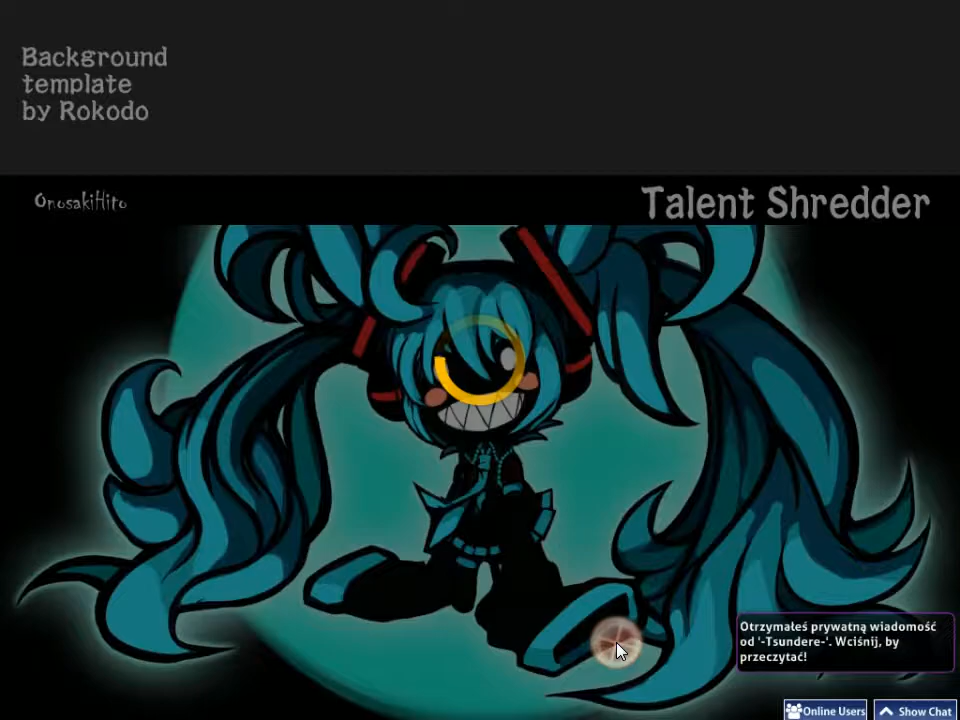 Background
template
by Rokodo
OnosakiHito
Talent Shredder
Otrzymałeś prywatną wiadomość
od '-Tsundere-'. Wciśnij, by
przeczytać!
Online Users
Show Chat